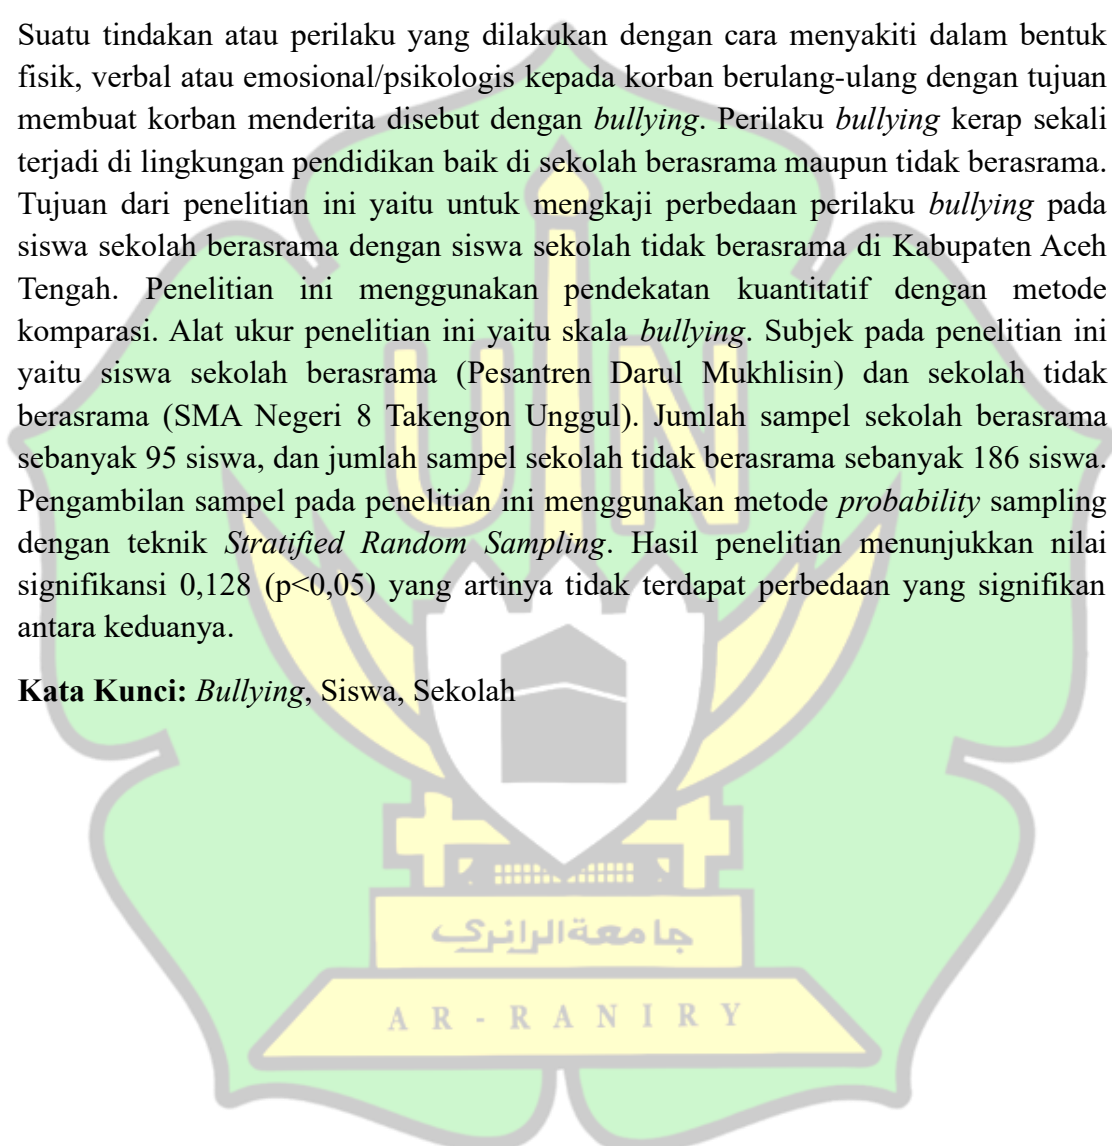 Suatu tindakan atau perilaku yang dilakukan dengan cara menyakiti dalam bentuk
fisik, verbal atau emosional/psikologis kepada korban berulang-ulang dengan tujuan
membuat korban menderita disebut dengan bullying. Perilaku bullying kerap sekali
terjadi di lingkungan pendidikan baik di sekolah berasrama maupun tidak berasrama.
Tujuan dari penelitian ini yaitu untuk mengkaji perbedaan perilaku bullying pada
siswa sekolah berasrama dengan siswa sekolah tidak berasrama di Kabupaten Aceh
Tengah. Penelitian ini menggunakan pendekatan kuantitatif dengan metode
komparasi. Alat ukur penelitian ini yaitu skala bullying. Subjek pada penelitian ini
yaitu siswa sekolah berasrama (Pesantren Darul Mukhlisin) dan sekolah tidak
berasrama (SMA Negeri 8 Takengon Unggul). Jumlah sampel sekolah berasrama
sebanyak 95 siswa, dan jumlah sampel sekolah tidak berasrama sebanyak 186 siswa.
Pengambilan sampel pada penelitian ini menggunakan metode probability sampling
dengan teknik Stratified Random Sampling. Hasil penelitian menunjukkan nilai
signifikansi 0,128 (p<0,05) yang artinya tidak terdapat perbedaan yang signifikan
antara keduanya.
Kata Kunci: Bullying, Siswa, Sekolah
UIN
جامعة الرانري
AR-RANIRY